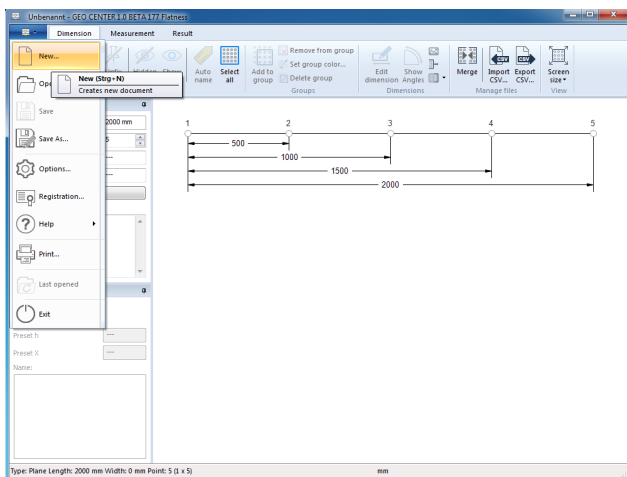 Unbenannt - GEO CENTER1.0 BETA 177 Flatness
Dimension Measurement Result
New...
Save
Save As...
Options...
Registration...
Help
Print...
Last opened
Exit
New (Strg+N)
Creates new document
Hidden Show
Auto name
Select all
Add to group
Remove from group
Set group color...
Delete group
Groups
Edit dimension
Show Angles
Dimensions
Merge
Import CSV...
Export CSV...
Manage files
Screen size
View
2000 mm
5
---
---
Preset h ---
Preset X ---
Name:
1 2 3 4 5
500
1000
1500
2000
Type: Plane Length: 2000 mm Width: 0 mm Point: 5 (1 x 5) mm